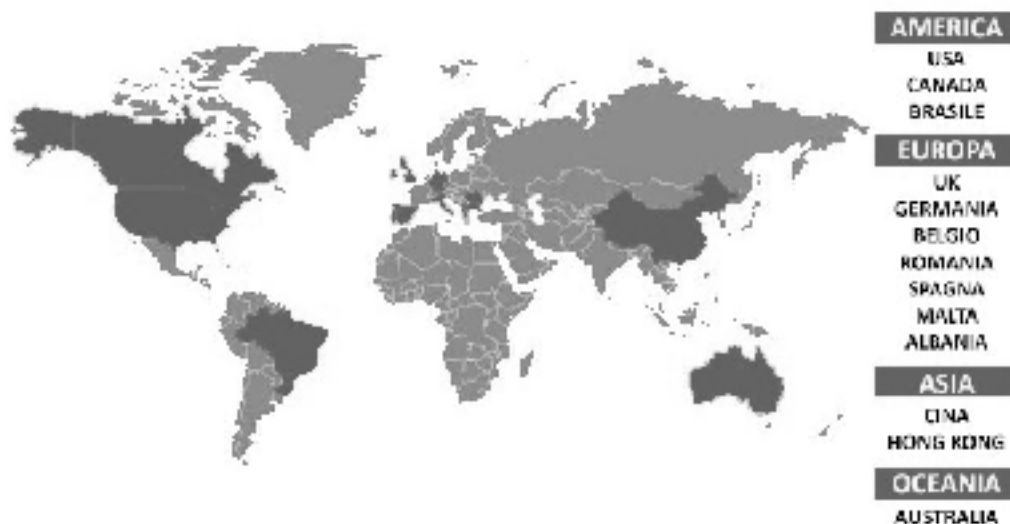 AMERICA
USA
CANADA
BRASILE
EUROPA
UK
GERMANIA
BELGIO
ROMANIA
SPAGNA
MALTA
ALBANIA
ASIA
CINA
HONG KONG
OCEANIA
AUSTRALIA